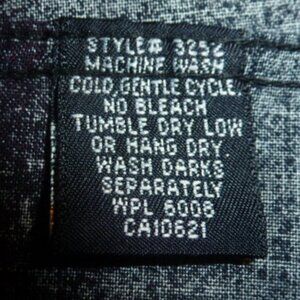 STYLE# 3252
MACHINE WASH
COLD,GENTLE CYCLE
NO BLEACH
TUMBLE DRY LOW
OR HANG DRY
WASH DARKS
SEPARATELY
WPL 6008
CA10621